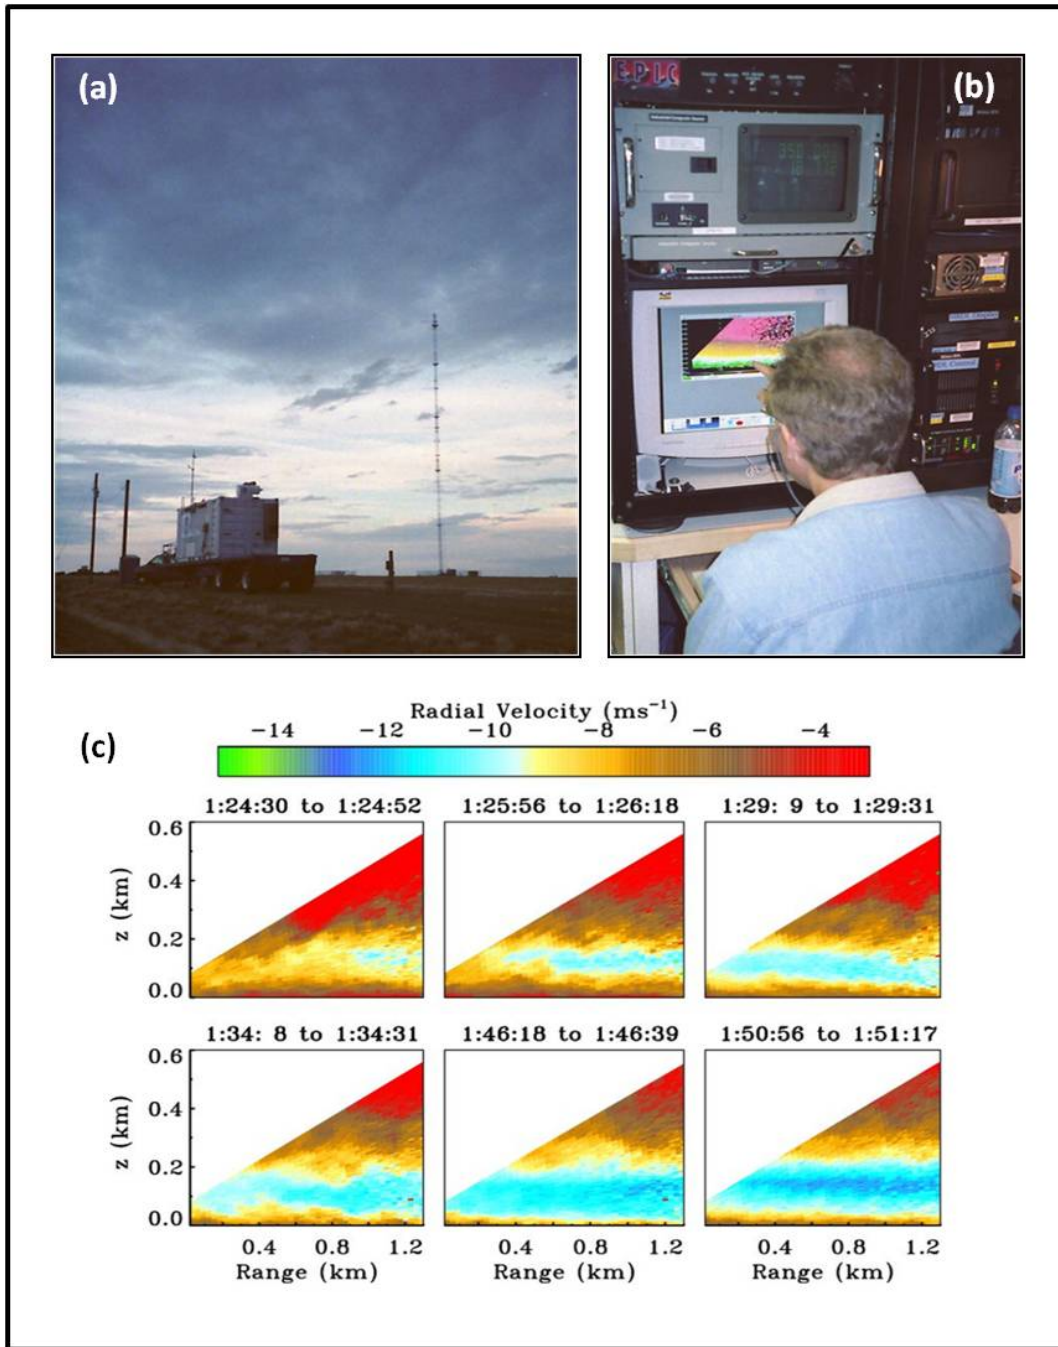 (a)
(b)
EPIC
(c)
Radial Velocity (ms⁻¹)
−14 −12 −10 −8 −6 −4
1:24:30 to 1:24:52 1:25:56 to 1:26:18 1:29: 9 to 1:29:31
0.6
0.4
0.2
0.0
z (km)
1:34: 8 to 1:34:31 1:46:18 to 1:46:39 1:50:56 to 1:51:17
0.6
0.4
0.2
0.0
z (km)
0.4 0.8 1.2 0.4 0.8 1.2 0.4 0.8 1.2
Range (km) Range (km) Range (km)